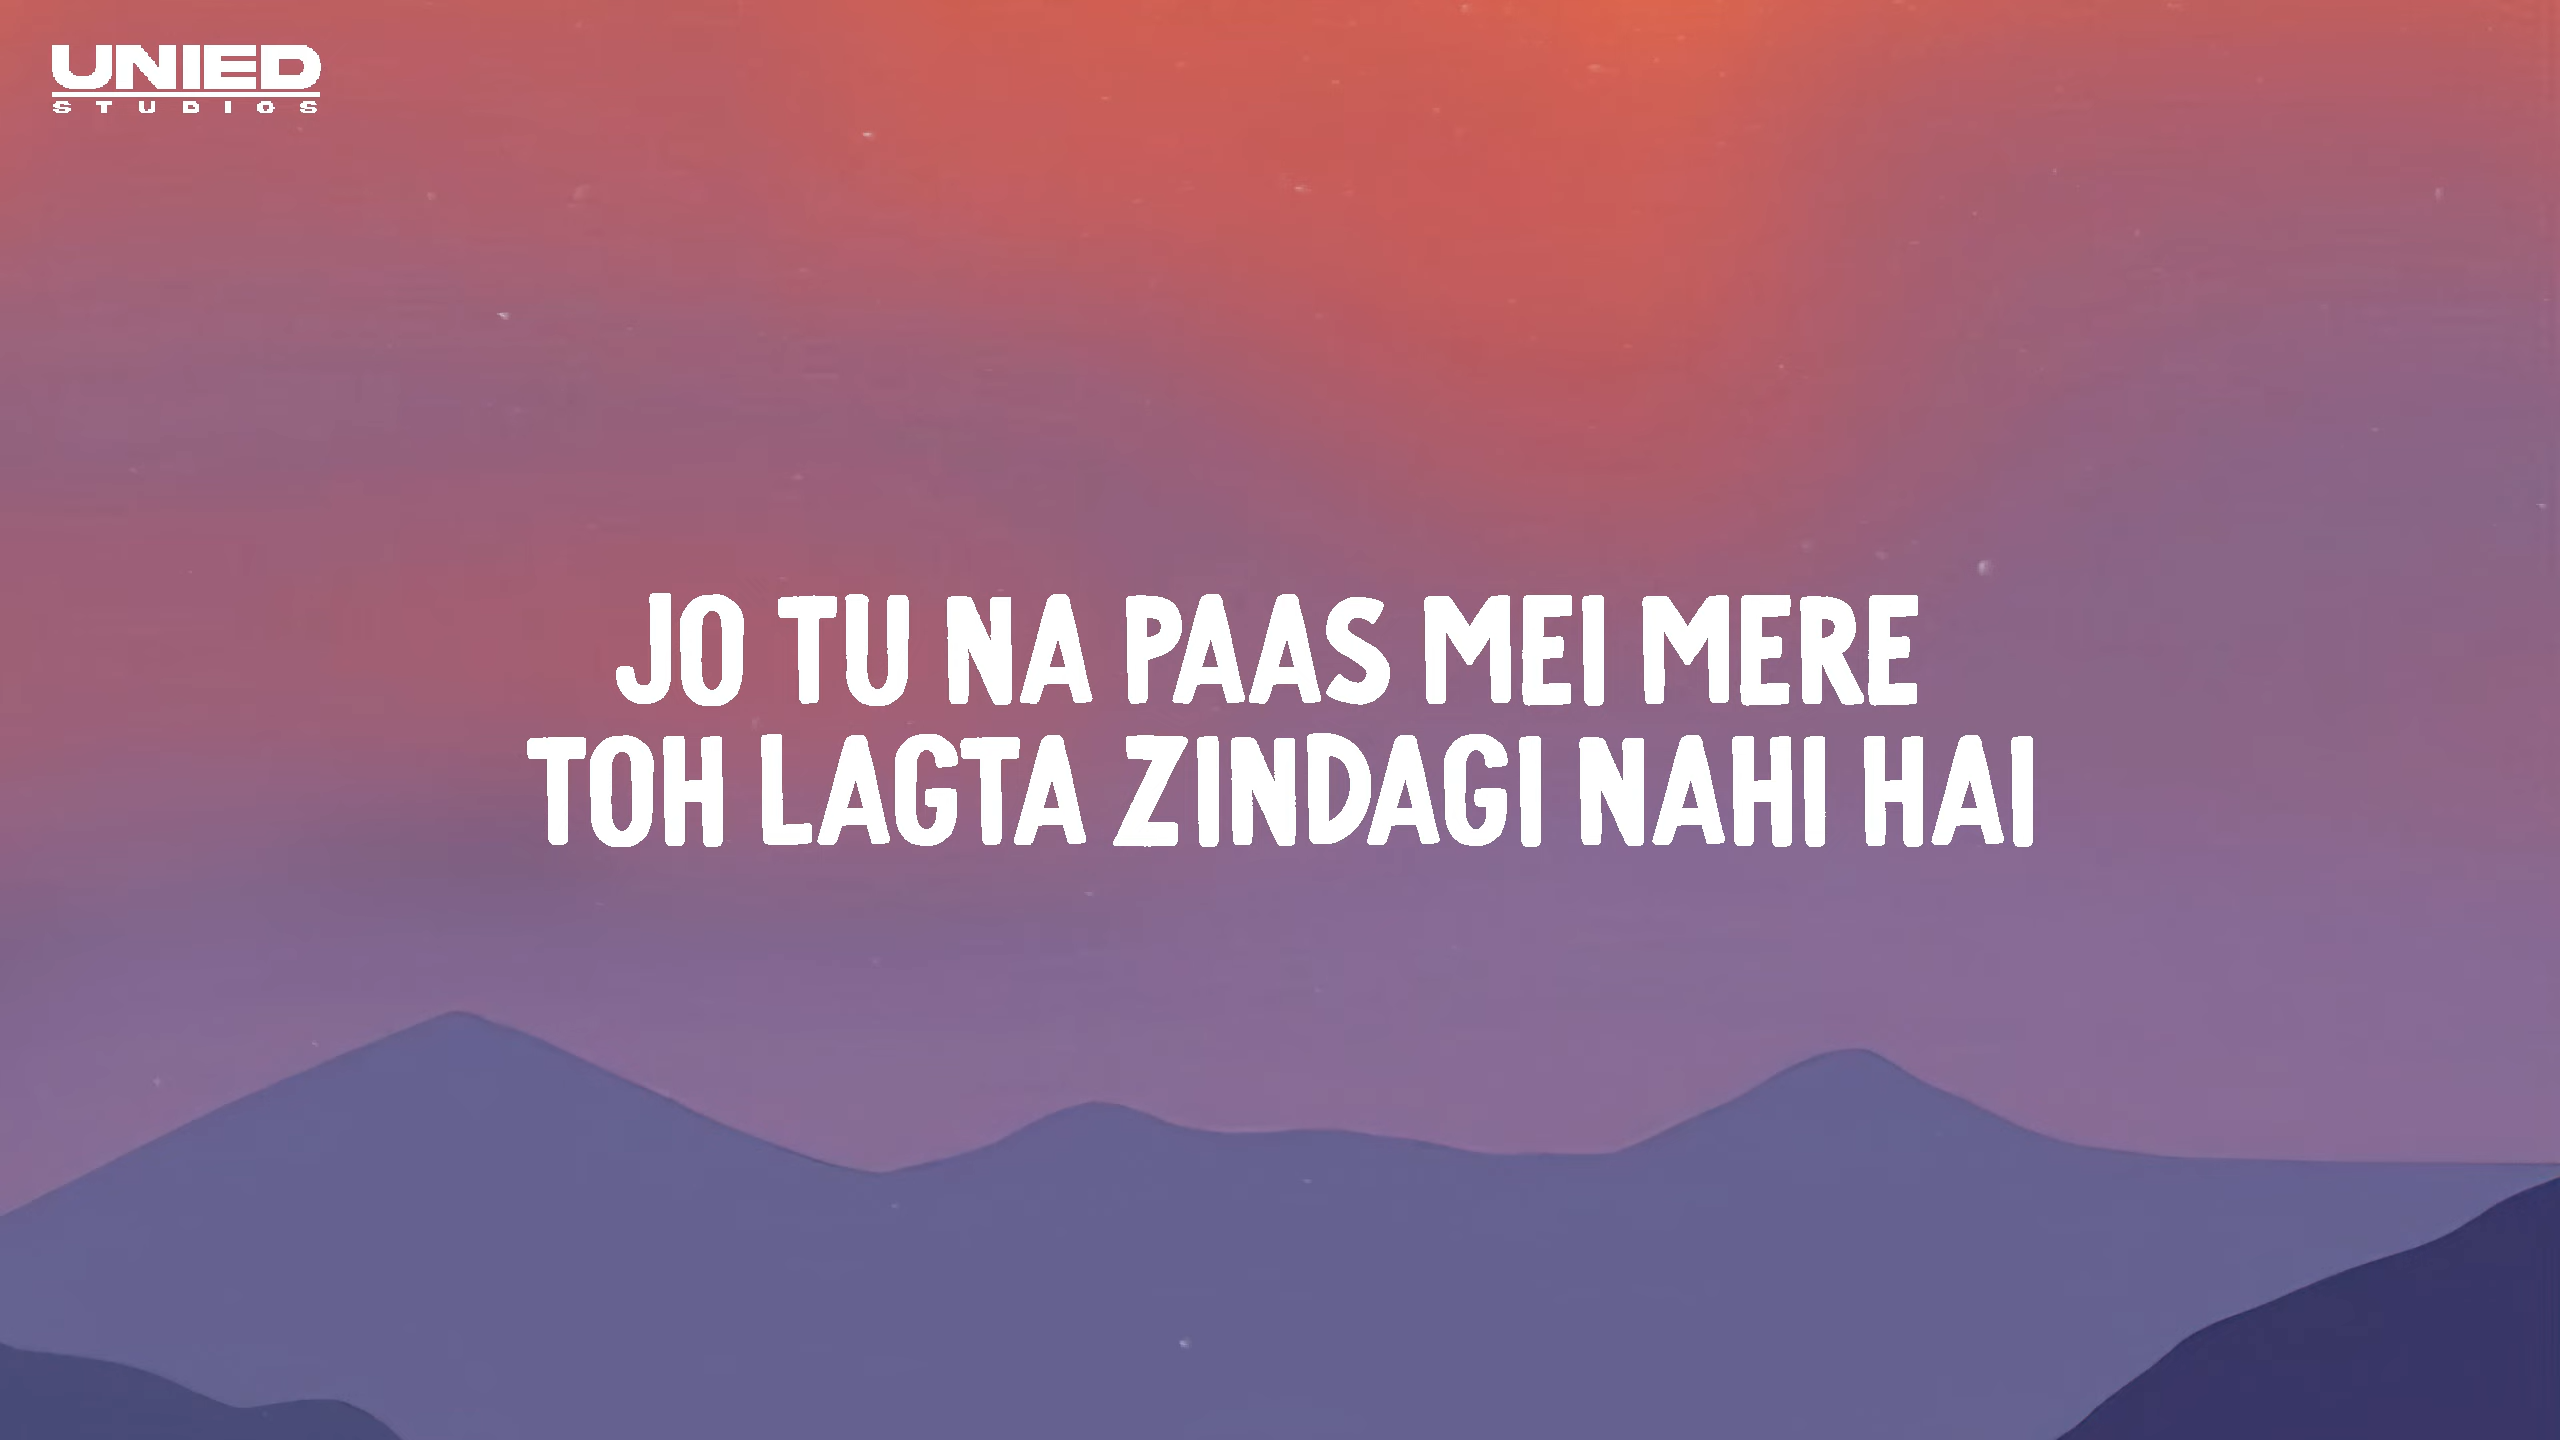 UNIED
STUDIOS
JO TU NA PAAS MEI MERE
TOH LAGTA ZINDAGI NAHI HAI